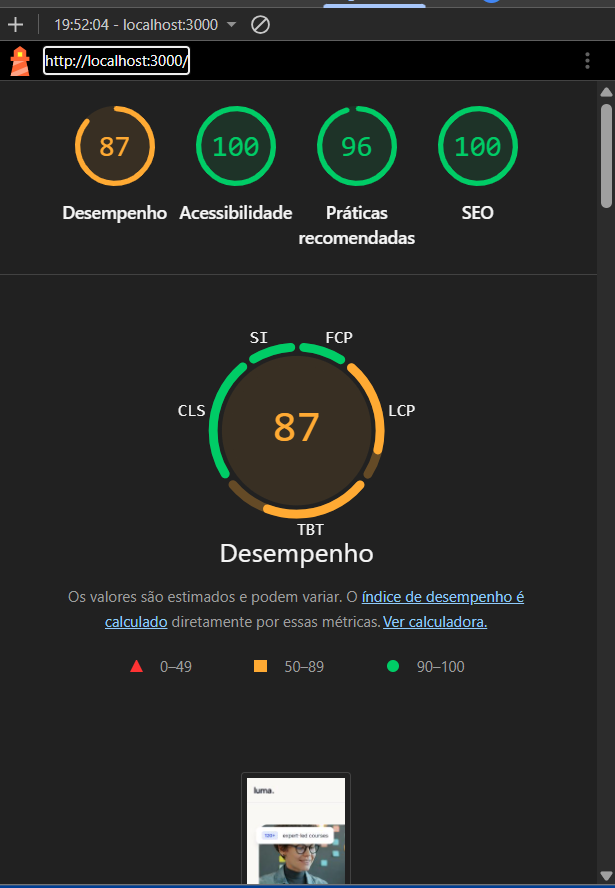 19:52:04 - localhost:3000
http://localhost:3000/
87
100
96
100
Desempenho
Acessibilidade
Práticas
recomendadas
SEO
SI
FCP
CLS
LCP
87
TBT
Desempenho
Os valores são estimados e podem variar. O índice de desempenho é
calculado diretamente por essas métricas. Ver calculadora.
0–49
50–89
90–100
luma.
120+ expert-led courses